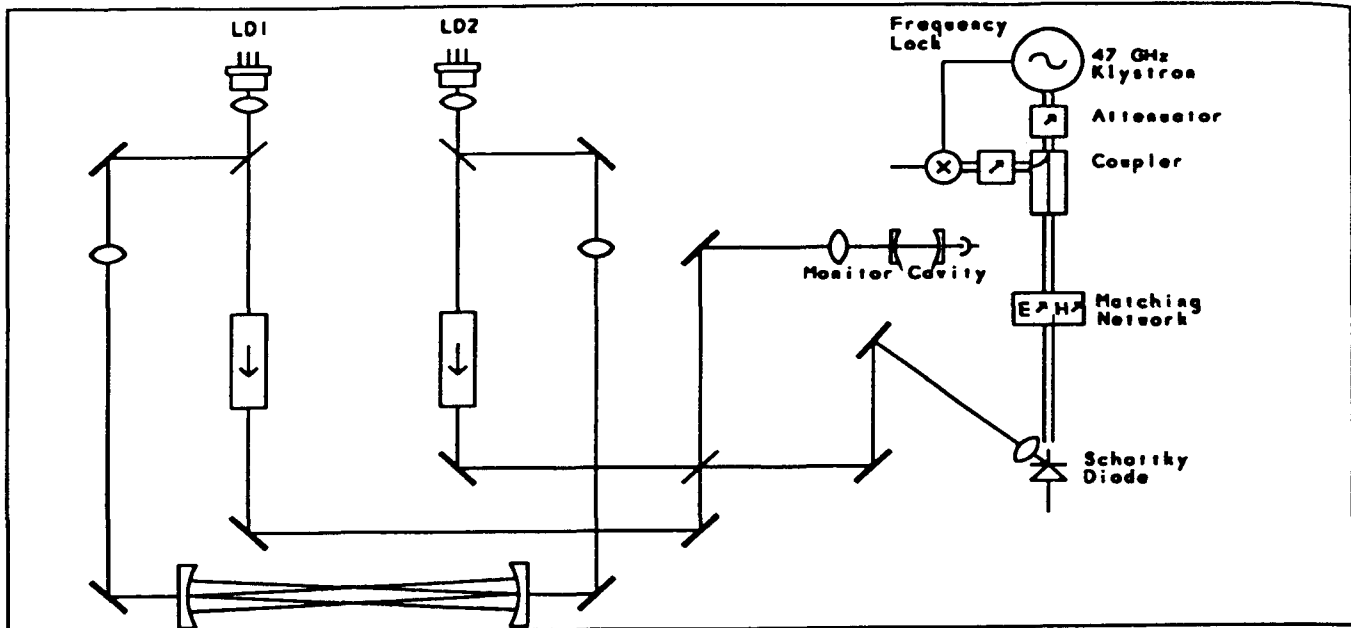 LD1
LD2
Frequency
Lock
47 GHz
Klystron
Attenuator
Coupler
Monitor Cavity
E H
Matching
Network
Schottky
Diode